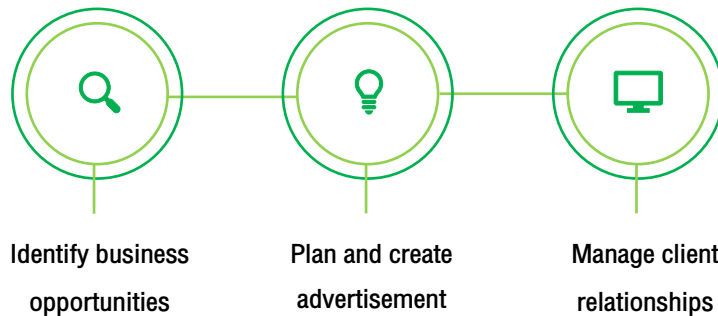 Identify business
opportunities
Plan and create
advertisement
Manage client
relationships